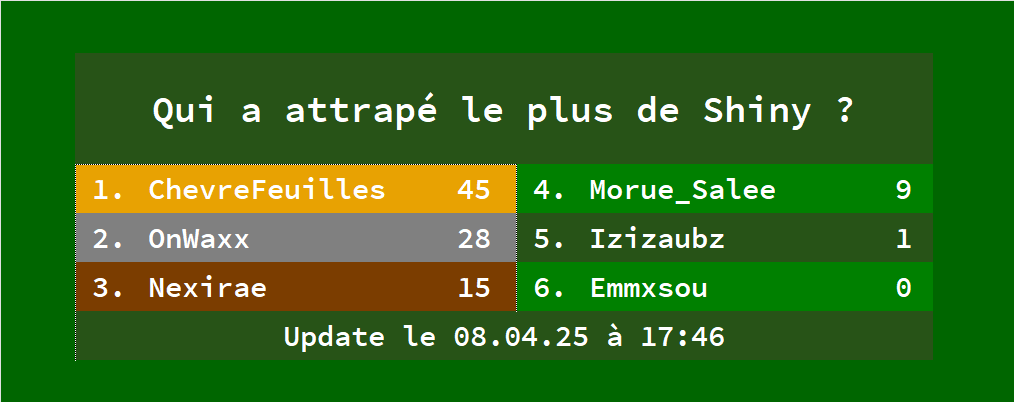 Qui a attrapé le plus de Shiny ?
1. ChevreFeuilles 45
2. OnWaxx 28
3. Nexirae 15
4. Morue_Salee 9
5. Izizaubz 1
6. Emmxsou 0
Update le 08.04.25 à 17:46